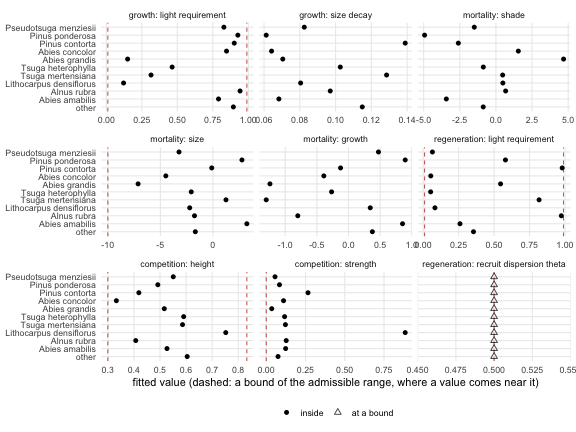 growth: light requirement
growth: size decay
mortality: shade
Pseudotsuga menziesii
Pinus ponderosa
Pinus contorta
Abies concolor
Abies grandis
Tsuga heterophylla
Tsuga mertensiana
Lithocarpus densiflorus
Alnus rubra
Abies amabilis
other
0.00 0.25 0.50 0.75 1.00
0.06 0.08 0.10 0.12 0.14
-5.0 -2.5 0.0 2.5 5.0
mortality: size
mortality: growth
regeneration: light requirement
Pseudotsuga menziesii
Pinus ponderosa
Pinus contorta
Abies concolor
Abies grandis
Tsuga heterophylla
Tsuga mertensiana
Lithocarpus densiflorus
Alnus rubra
Abies amabilis
other
-10 -5 0
-1.0 -0.5 0.0 0.5 1.0
0.00 0.25 0.50 0.75 1.00
competition: height
competition: strength
regeneration: recruit dispersion theta
Pseudotsuga menziesii
Pinus ponderosa
Pinus contorta
Abies concolor
Abies grandis
Tsuga heterophylla
Tsuga mertensiana
Lithocarpus densiflorus
Alnus rubra
Abies amabilis
other
0.3 0.4 0.5 0.6 0.7 0.8
0.00 0.25 0.50 0.75
0.450 0.475 0.500 0.525 0.55
fitted value (dashed: a bound of the admissible range, where a value comes near it)
inside
at a bound